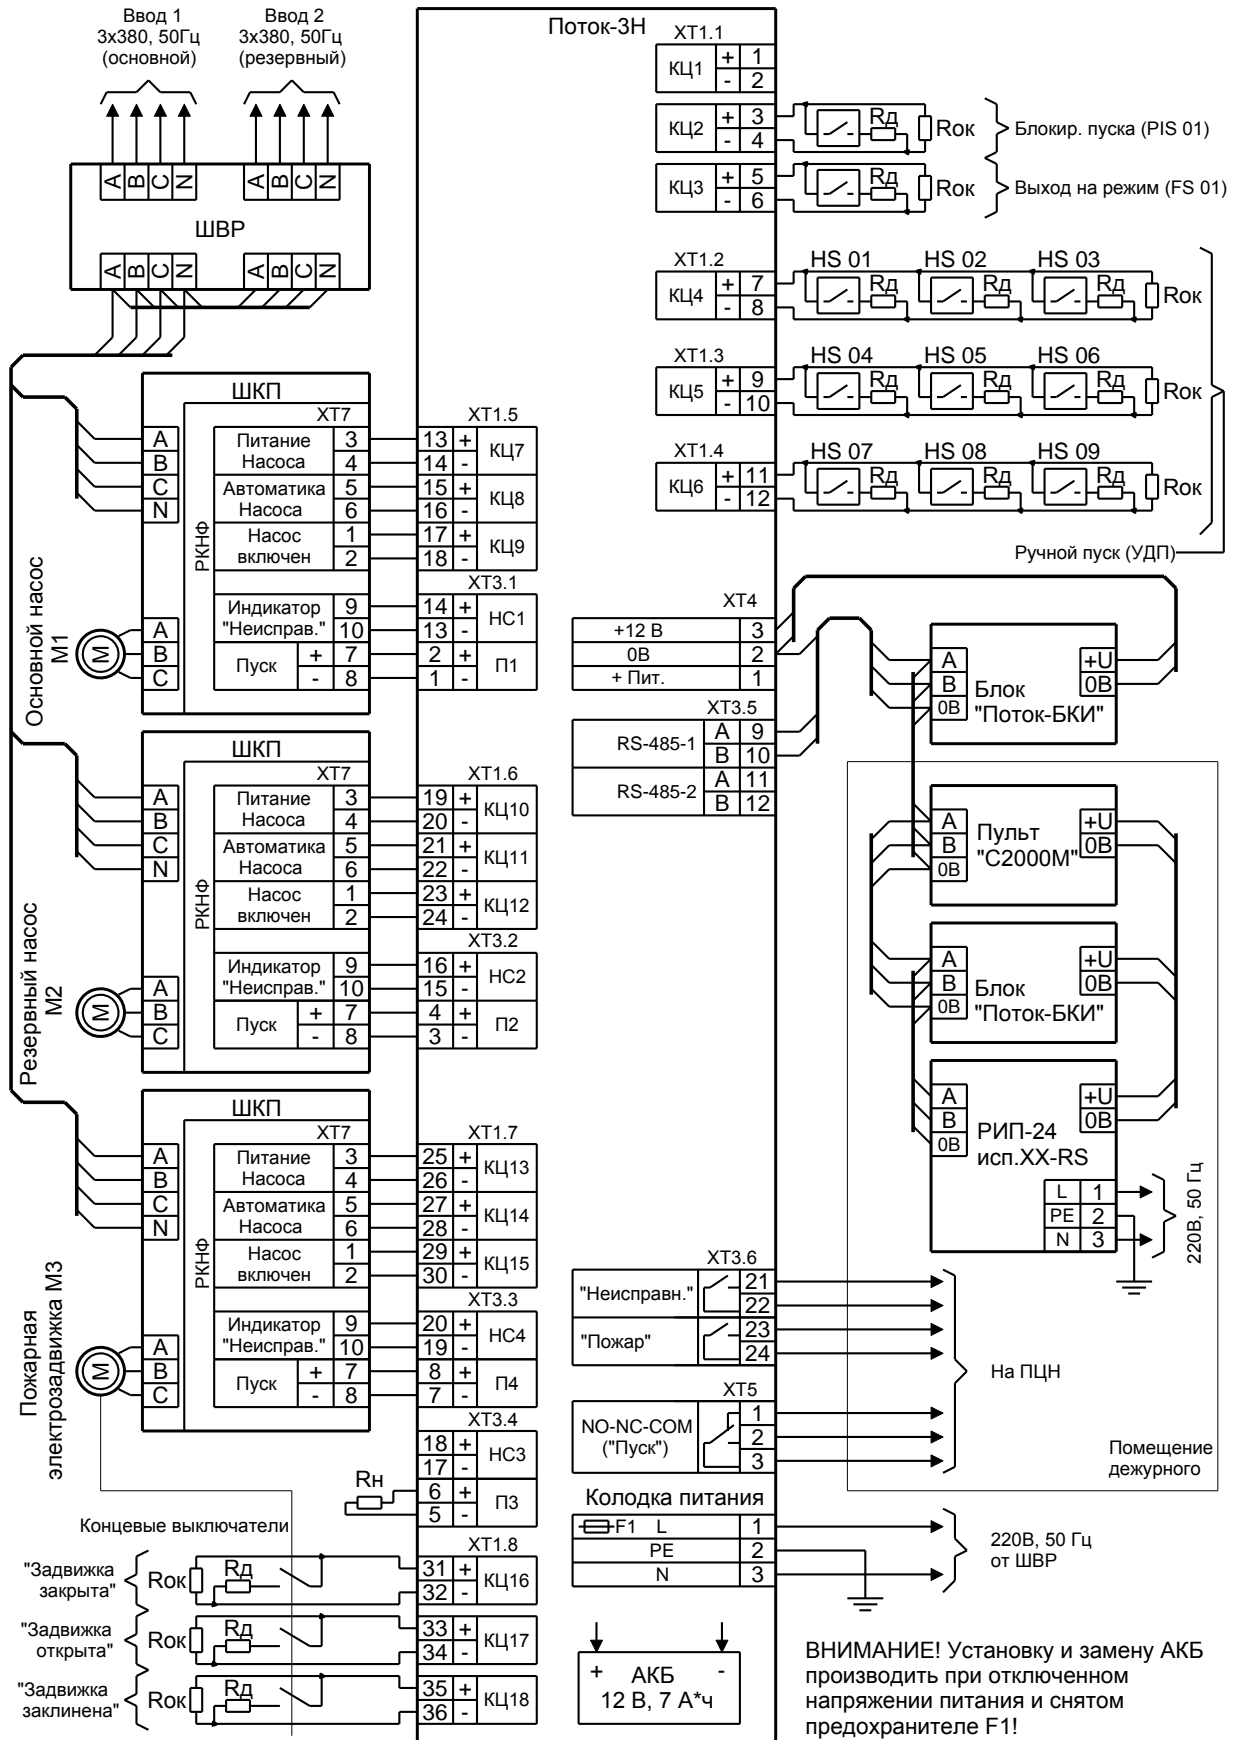 Ввод 1
3х380, 50Гц
(основной)
Ввод 2
3х380, 50Гц
(резервный)
A B C N
A B C N
ШВР
A B C N
A B C N
Поток-3Н
XT1.1
КЦ1 + 1
- 2
КЦ2 + 3
- 4
Rд
Rок
Блокир. пуска (PIS 01)
КЦ3 + 5
- 6
Rд
Rок
Выход на режим (FS 01)
XT1.2
КЦ4 + 7
- 8
HS 01 HS 02 HS 03
Rд Rд Rд
Rок
XT1.3
КЦ5 + 9
- 10
HS 04 HS 05 HS 06
Rд Rд Rд
Rок
XT1.4
КЦ6 + 11
- 12
HS 07 HS 08 HS 09
Rд Rд Rд
Rок
Ручной пуск (УДП)
Основной насос
М1
ШКП
XT7
РКНФ
A
B
C
N
A
B
C
M
Питание Насоса 3 4
Автоматика Насоса 5 6
Насос включен 1 2
Индикатор "Неисправ." 9 10
Пуск + 7
- 8
XT1.5
13 + КЦ7
14 -
15 + КЦ8
16 -
17 + КЦ9
18 -
XT3.1
14 + НС1
13 -
2 + П1
1 -
Резервный насос
М2
ШКП
XT7
РКНФ
A
B
C
N
A
B
C
M
Питание Насоса 3 4
Автоматика Насоса 5 6
Насос включен 1 2
Индикатор "Неисправ." 9 10
Пуск + 7
- 8
XT1.6
19 + КЦ10
20 -
21 + КЦ11
22 -
23 + КЦ12
24 -
XT3.2
16 + НС2
15 -
4 + П2
3 -
Пожарная
электрозадвижка М3
ШКП
XT7
РКНФ
A
B
C
N
A
B
C
M
Питание Насоса 3 4
Автоматика Насоса 5 6
Насос включен 1 2
Индикатор "Неисправ." 9 10
Пуск + 7
- 8
XT1.7
25 + КЦ13
26 -
27 + КЦ14
28 -
29 + КЦ15
30 -
XT3.3
20 + НС4
19 -
8 + П4
7 -
XT3.4
18 + НС3
17 -
6 + П3
5 -
Rн
Концевые выключатели
XT1.8
"Задвижка
закрыта"
Rок
Rд
31 + КЦ16
32 -
"Задвижка
открыта"
Rок
Rд
33 + КЦ17
34 -
"Задвижка
заклинена"
Rок
Rд
35 + КЦ18
36 -
XT4
+12 В 3
0В 2
+ Пит. 1
XT3.5
RS-485-1 A 9
B 10
RS-485-2 A 11
B 12
A
B
0В
+U
0В
Блок
"Поток-БКИ"
A
B
0В
+U
0В
Пульт
"С2000М"
A
B
0В
+U
0В
Блок
"Поток-БКИ"
A
B
0В
+U
0В
РИП-24
исп.XX-RS
L 1
PE 2
N 3
220В, 50 Гц
XT3.6
"Неисправн." 21
22
"Пожар" 23
24
XT5
NO-NC-COM
("Пуск")
1
2
3
На ПЦН
Помещение
дежурного
Колодка питания
F1 L 1
PE 2
N 3
220В, 50 Гц
от ШВР
+ АКБ -
12 В, 7 А*ч
ВНИМАНИЕ! Установку и замену АКБ
производить при отключенном
напряжении питания и снятом
предохранителе F1!